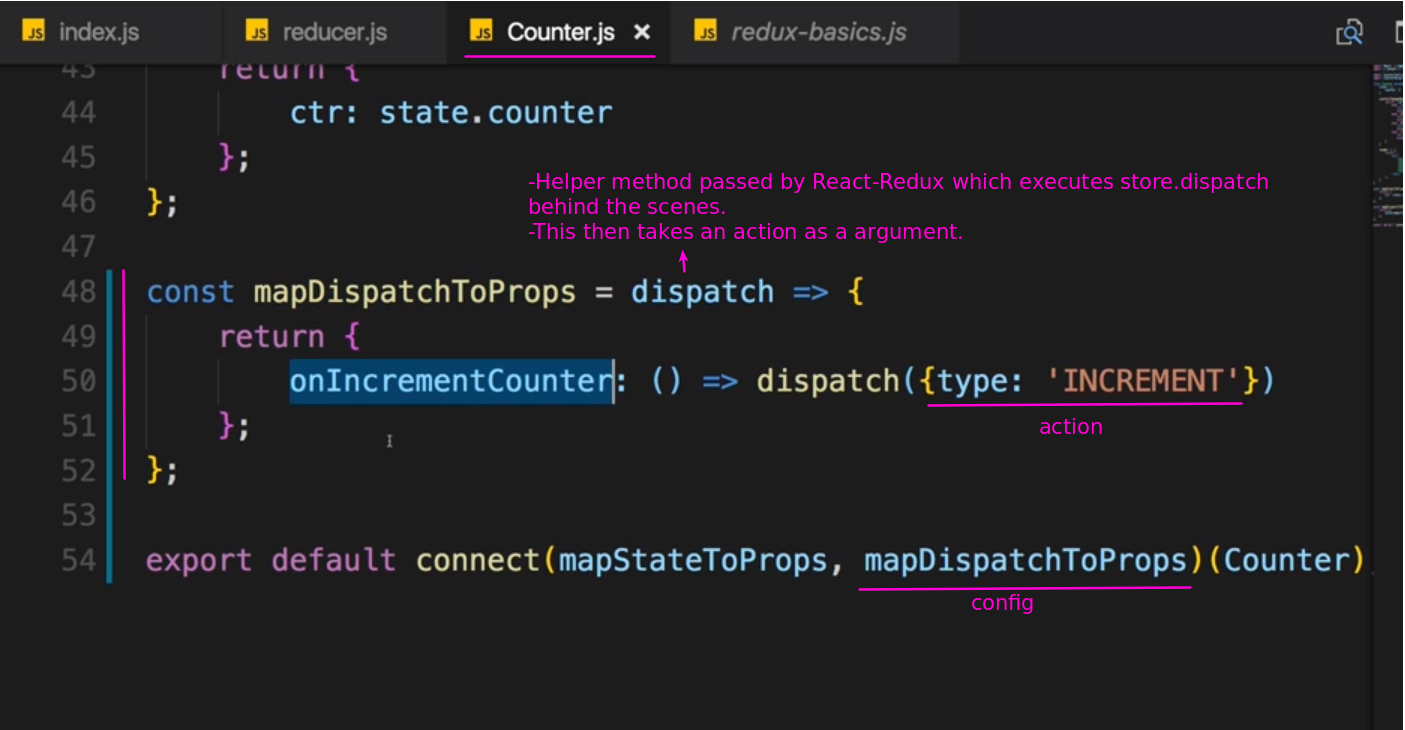 JS index.js JS reducer.js JS Counter.js × JS redux-basics.js
43 return {
44 ctr: state.counter
45 };
46 };
-Helper method passed by React-Redux which executes store.dispatch
behind the scenes.
-This then takes an action as a argument.
47
48 const mapDispatchToProps = dispatch => {
49 return {
50 onIncrementCounter: () => dispatch({type: 'INCREMENT'})
action
51 };
52 };
53
54 export default connect(mapStateToProps, mapDispatchToProps)(Counter)
config